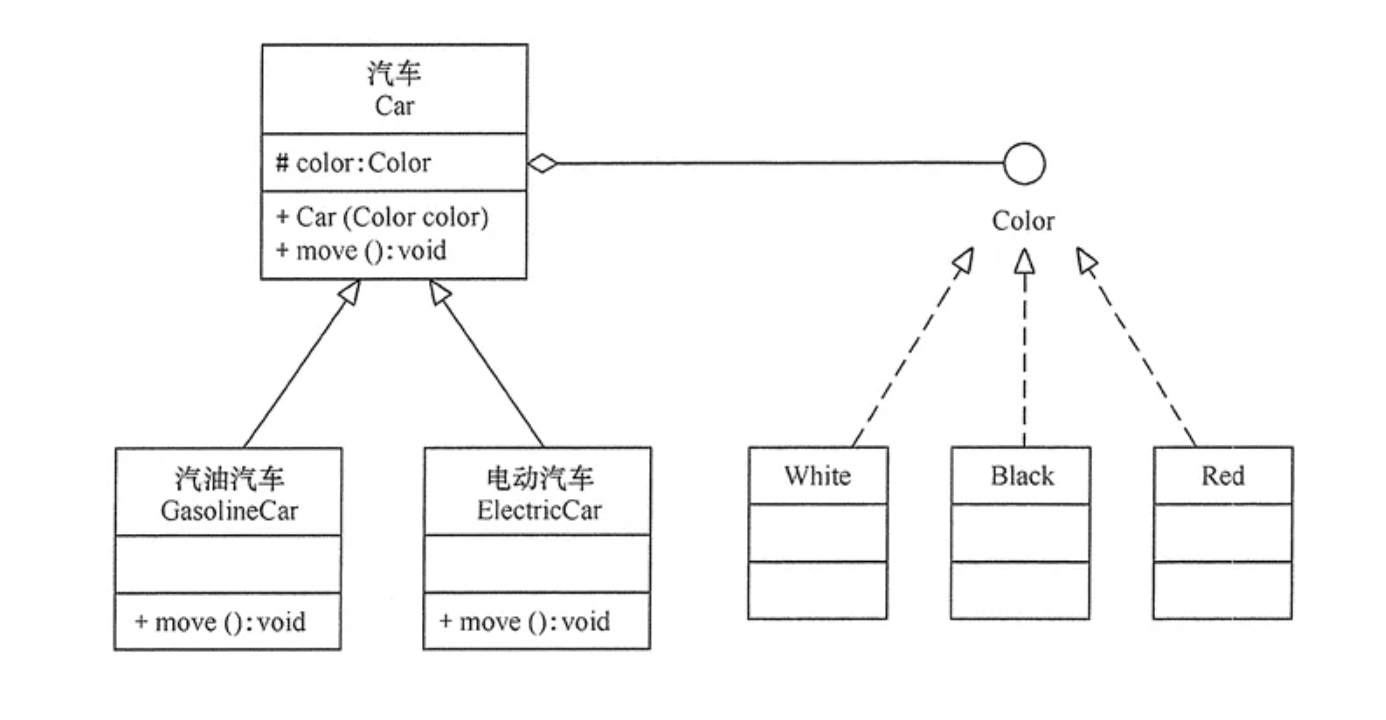 汽车
Car
# color:Color
+ Car (Color color)
+ move ():void
Color
汽油汽车
GasolineCar
+ move ():void
电动汽车
ElectricCar
+ move ():void
White
Black
Red